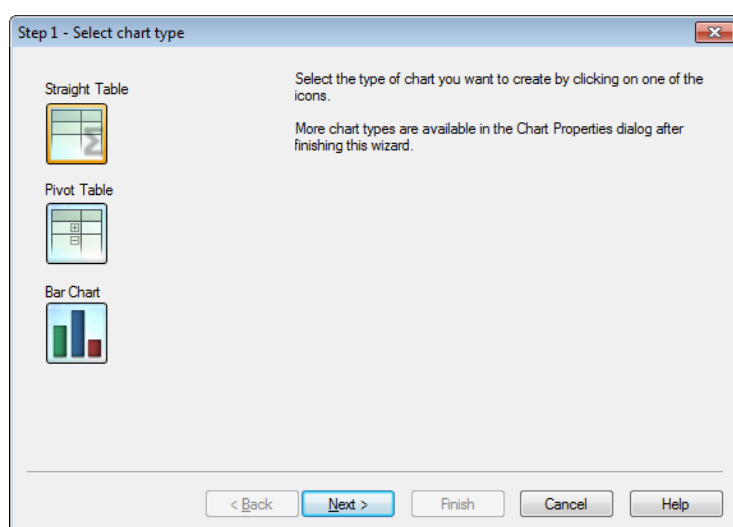 Step 1 - Select chart type
Straight Table
Select the type of chart you want to create by clicking on one of the
icons.
More chart types are available in the Chart Properties dialog after
finishing this wizard.
Σ
Pivot Table
Bar Chart
< Back
Next >
Finish
Cancel
Help